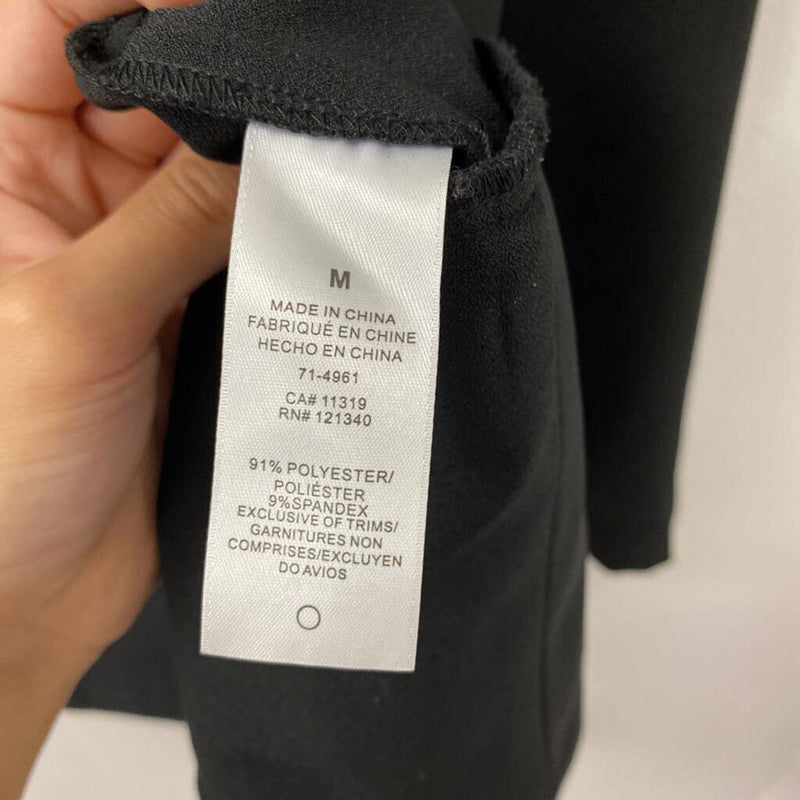 M
MADE IN CHINA
FABRIQUÉ EN CHINE
HECHO EN CHINA
71-4961
CA# 11319
RN# 121340
91% POLYESTER/
POLIÉSTER
9%SPANDEX
EXCLUSIVE OF TRIMS/
GARNITURES NON
COMPRISES/EXCLUYEN
DO AVIOS